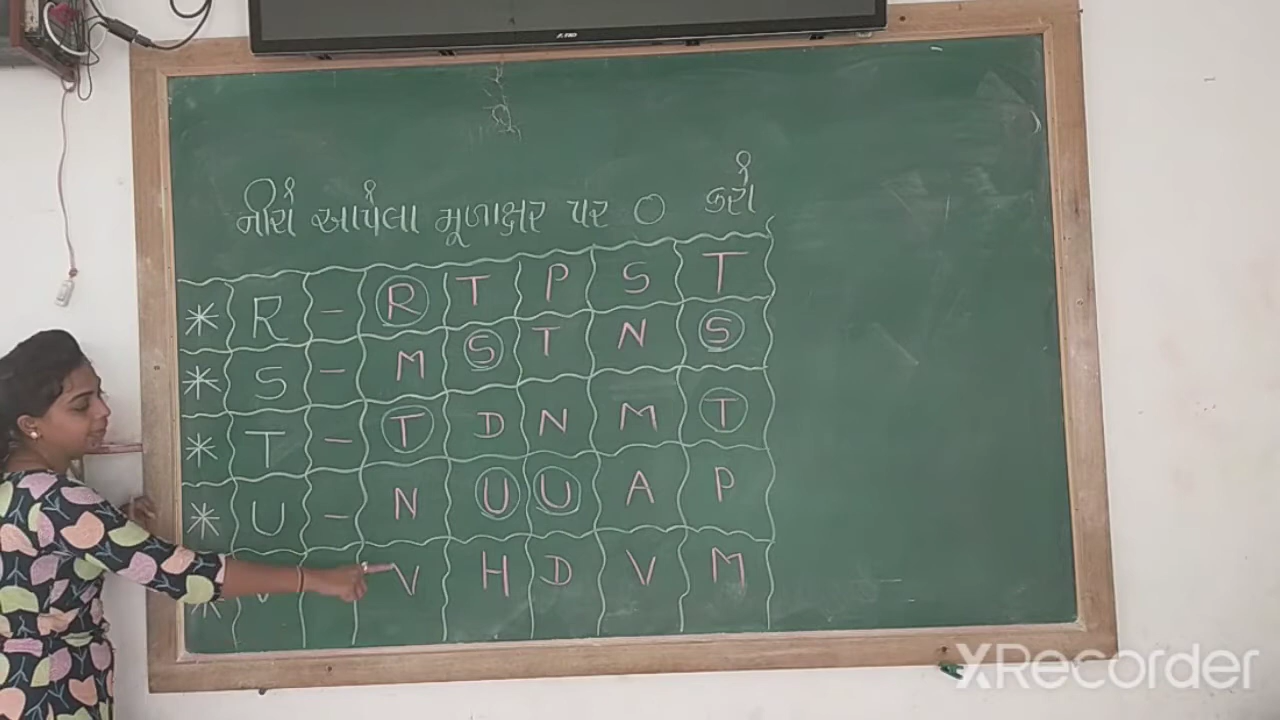 નીચે આપેલા મૂળાક્ષર પર O કરો
* R - R T P S T
* S - M S T N S
* T - T D N M T
* U - N U U A P
* V V H D V M
XRecorder